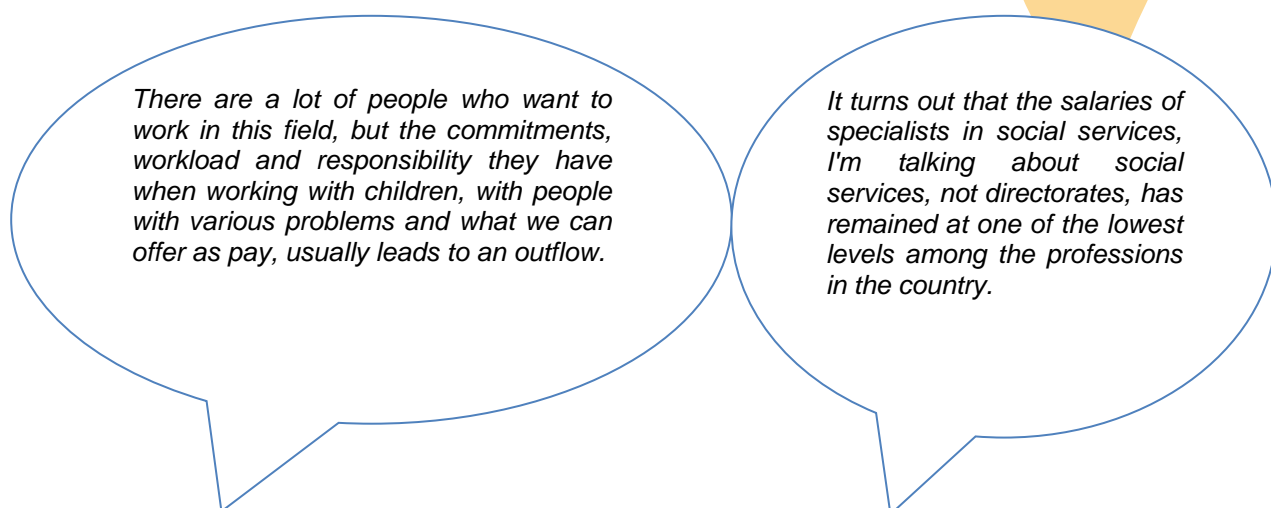 There are a lot of people who want to
work in this field, but the commitments,
workload and responsibility they have
when working with children, with people
with various problems and what we can
offer as pay, usually leads to an outflow.
It turns out that the salaries of
specialists in social services,
I'm talking about social
services, not directorates, has
remained at one of the lowest
levels among the professions
in the country.